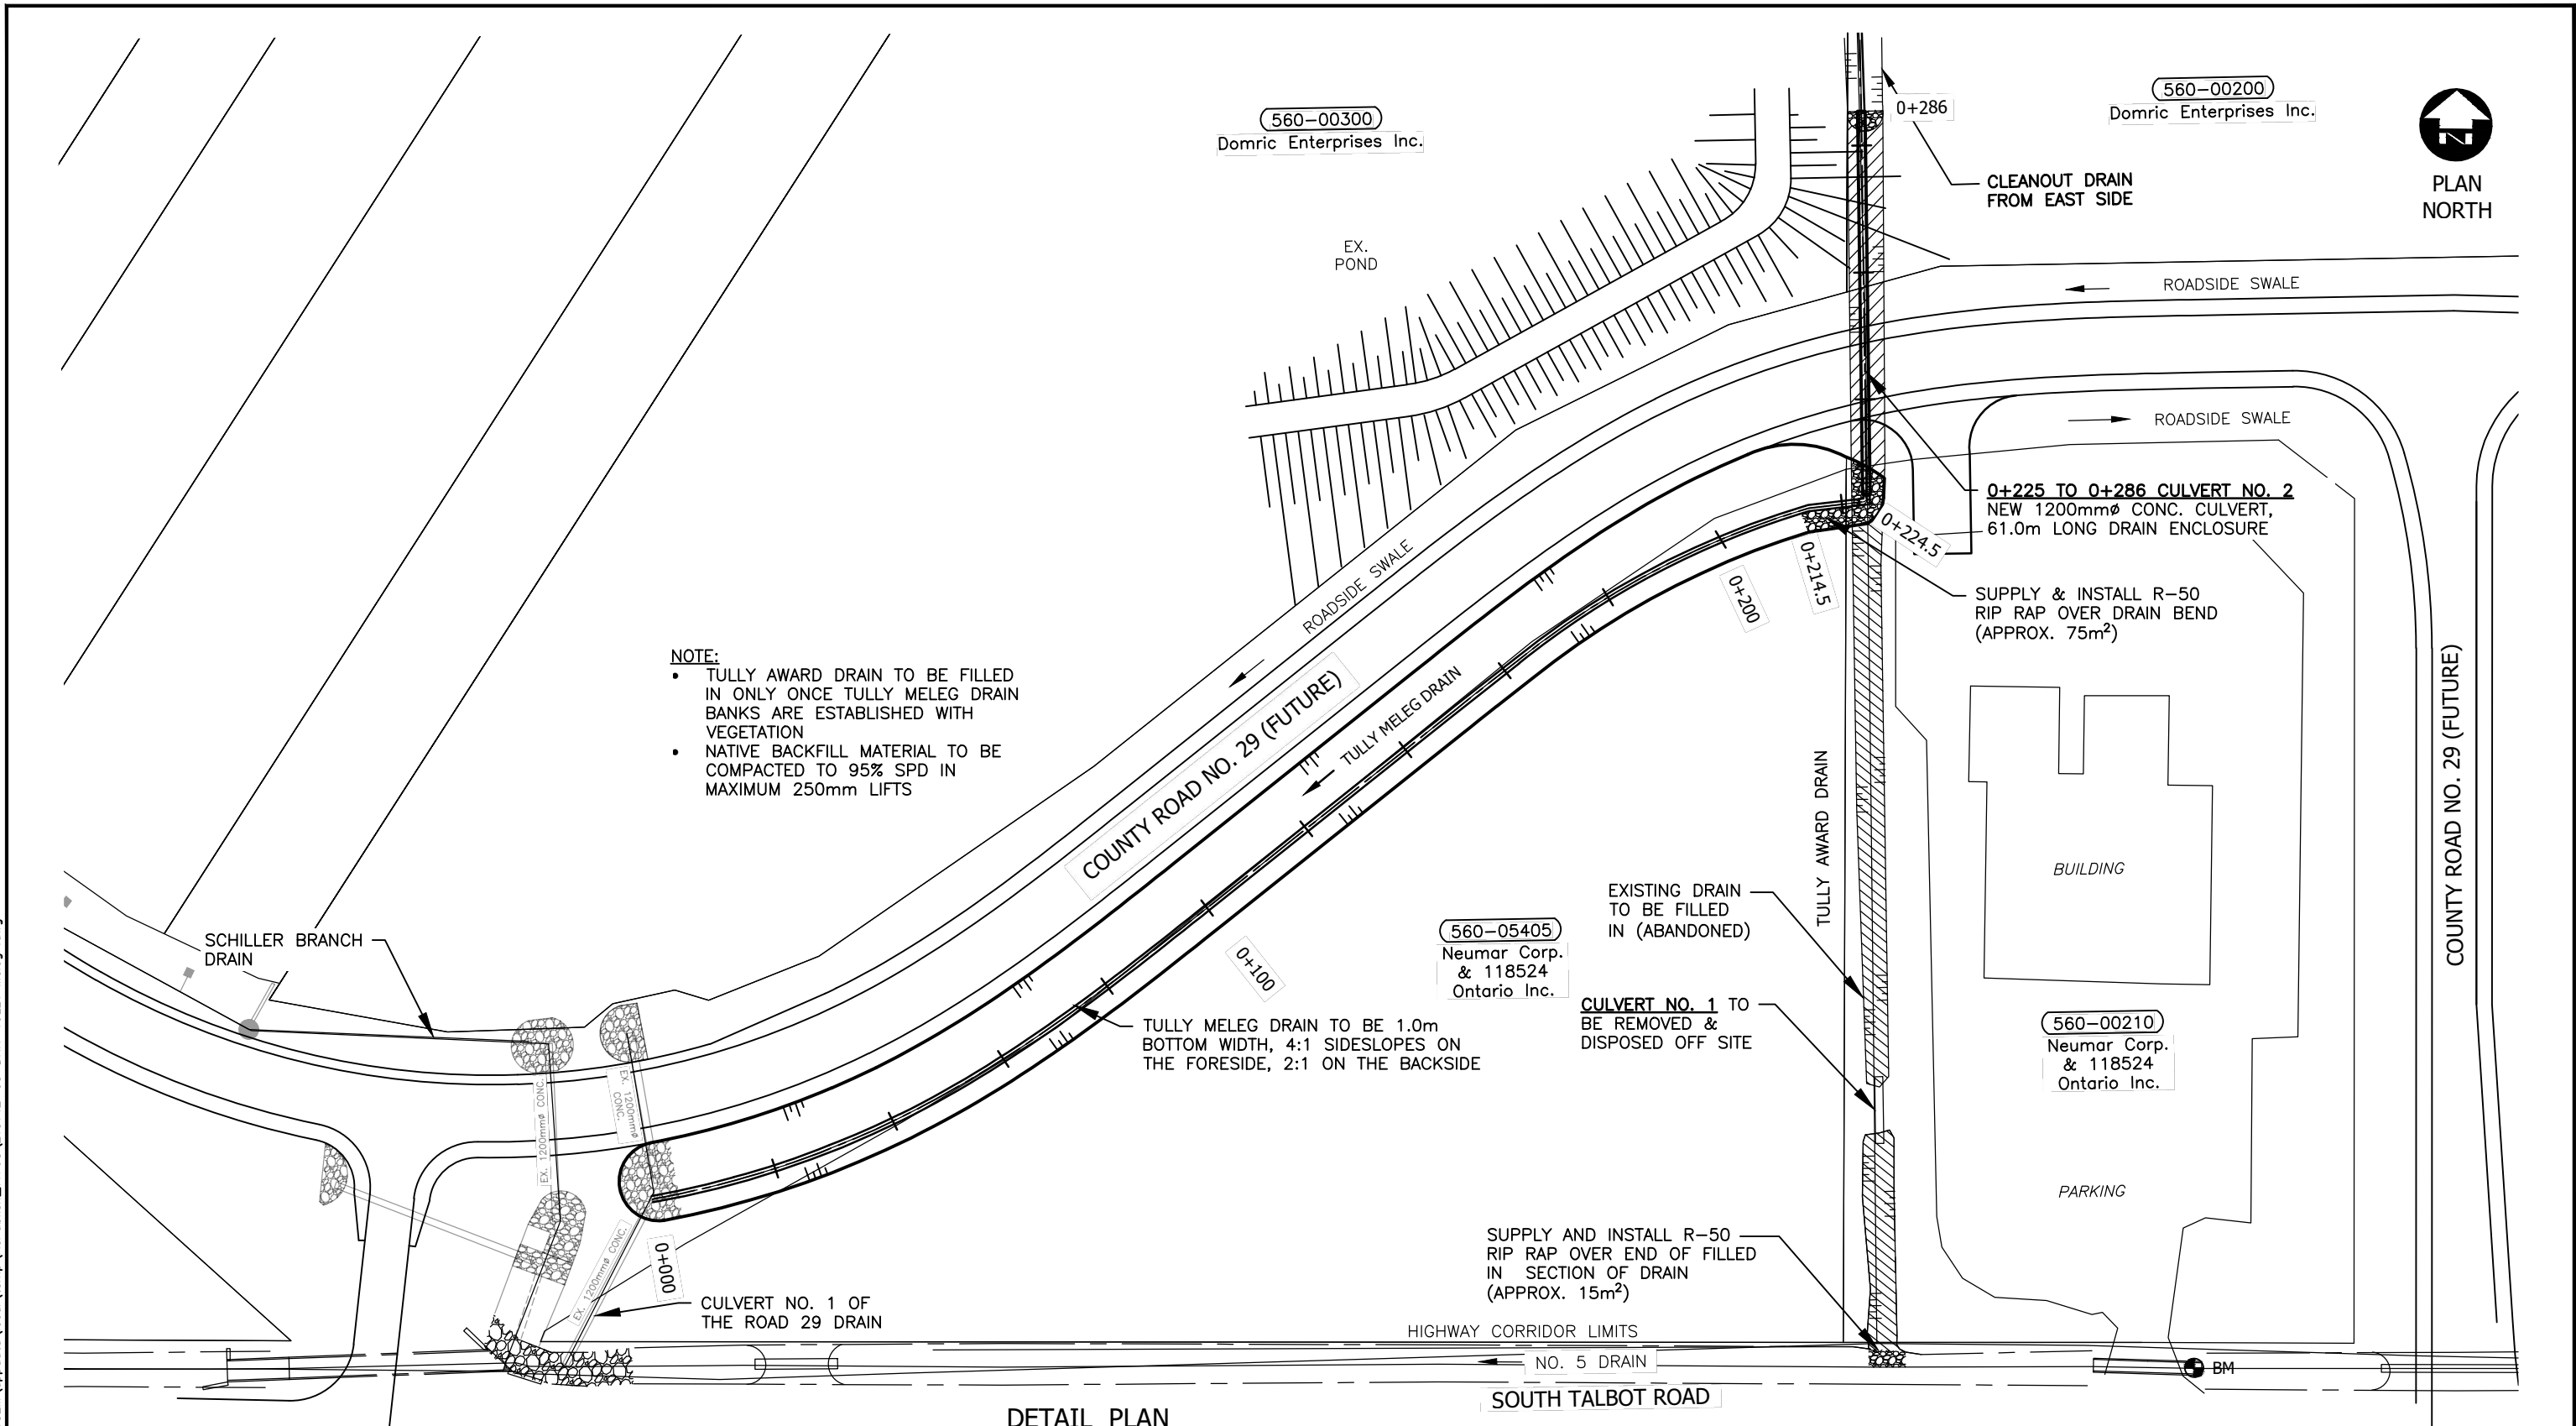 560-00300
Domric Enterprises Inc.
0+286
560-00200
Domric Enterprises Inc.
N
PLAN
NORTH
CLEANOUT DRAIN
FROM EAST SIDE
EX.
POND
ROADSIDE SWALE
ROADSIDE SWALE
0+225 TO 0+286 CULVERT NO. 2
NEW 1200mmø CONC. CULVERT,
61.0m LONG DRAIN ENCLOSURE
0+224.5
0+214.5
0+200
SUPPLY & INSTALL R-50
RIP RAP OVER DRAIN BEND
(APPROX. 75m²)
ROADSIDE SWALE
NOTE:
• TULLY AWARD DRAIN TO BE FILLED
IN ONLY ONCE TULLY MELEG DRAIN
BANKS ARE ESTABLISHED WITH
VEGETATION
• NATIVE BACKFILL MATERIAL TO BE
COMPACTED TO 95% SPD IN
MAXIMUM 250mm LIFTS
COUNTY ROAD NO. 29 (FUTURE)
TULLY MELEG DRAIN
TULLY AWARD DRAIN
COUNTY ROAD NO. 29 (FUTURE)
BUILDING
EXISTING DRAIN
TO BE FILLED
IN (ABANDONED)
560-05405
Neumar Corp.
& 118524
Ontario Inc.
0+100
SCHILLER BRANCH
DRAIN
CULVERT NO. 1 TO
BE REMOVED &
DISPOSED OFF SITE
TULLY MELEG DRAIN TO BE 1.0m
BOTTOM WIDTH, 4:1 SIDESLOPES ON
THE FORESIDE, 2:1 ON THE BACKSIDE
560-00210
Neumar Corp.
& 118524
Ontario Inc.
EX. 1200mmø CONC.
EX. 1200mmø
CONC.
PARKING
EX. 1200mmø CONC.
0+000
SUPPLY AND INSTALL R-50
RIP RAP OVER END OF FILLED
IN SECTION OF DRAIN
(APPROX. 15m²)
CULVERT NO. 1 OF
THE ROAD 29 DRAIN
HIGHWAY CORRIDOR LIMITS
NO. 5 DRAIN
BM
SOUTH TALBOT ROAD
DETAIL PLAN